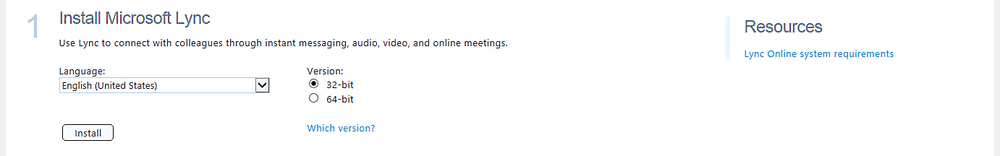 1
Install Microsoft Lync
Use Lync to connect with colleagues through instant messaging, audio, video, and online meetings.
Language:
English (United States)
Version:
32-bit
64-bit
Install
Which version?
Resources
Lync Online system requirements